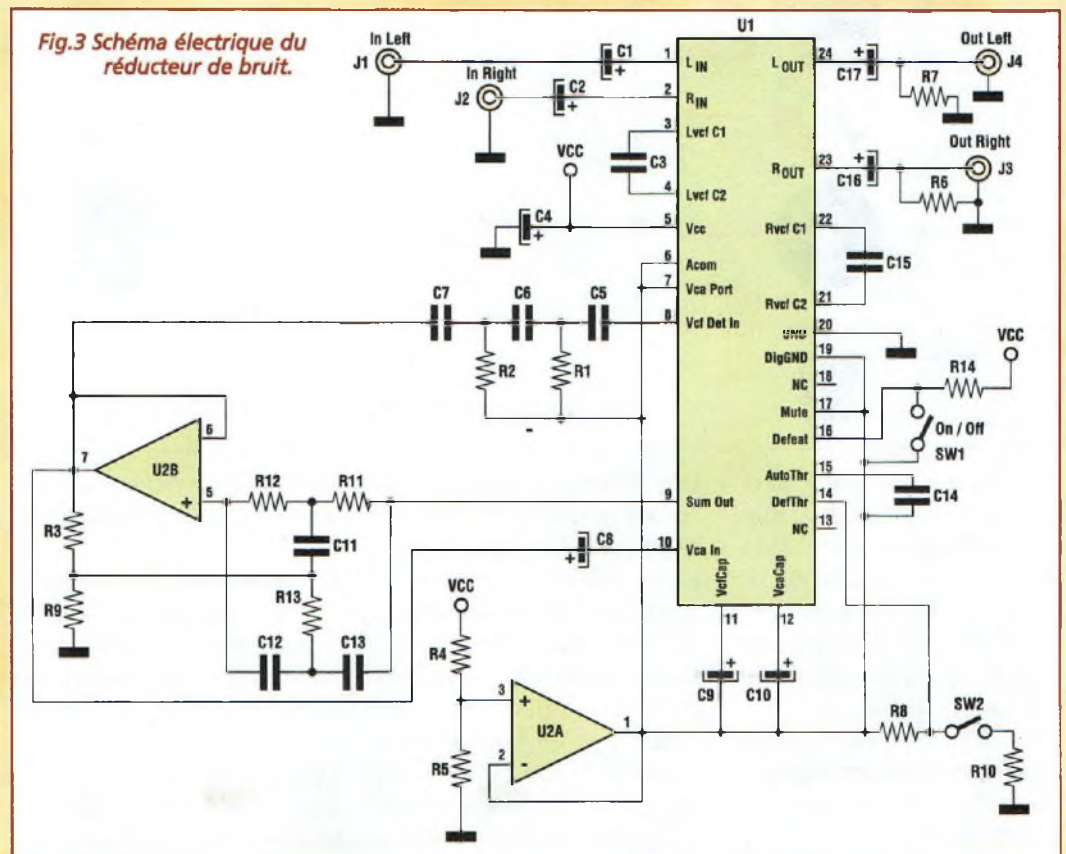 Fig.3 Schéma électrique du
réducteur de bruit.
U1
In Left
J1
C1
+
1
L IN
In Right
J2
C2
+
2
R IN
3
Lvcf C1
C3
4
Lvcf C2
VCC
C4
+
5
Vcc
6
Acom
7
Vca Port
C7
C6
C5
8
Vcf Det In
R2
R1
-
24
L OUT
+
C17
Out Left
J4
R7
23
R OUT
+
C16
Out Right
J3
R6
22
Rvcf C1
C15
21
Rvcf C2
20
GND
19
DigGND
18
NC
17
Mute
16
Defeat
R14
VCC
On / Off
SW1
15
AutoThr
C14
14
DefThr
13
NC
7
U2B
6
5
+
R12
R11
9
Sum Out
C11
10
Vca In
C8
+
R3
R9
R13
C12
C13
VCC
R4
R5
3
+
2
-
U2A
1
VcfCap
VcaCap
11
12
+
C9
+
C10
R8
SW2
R10